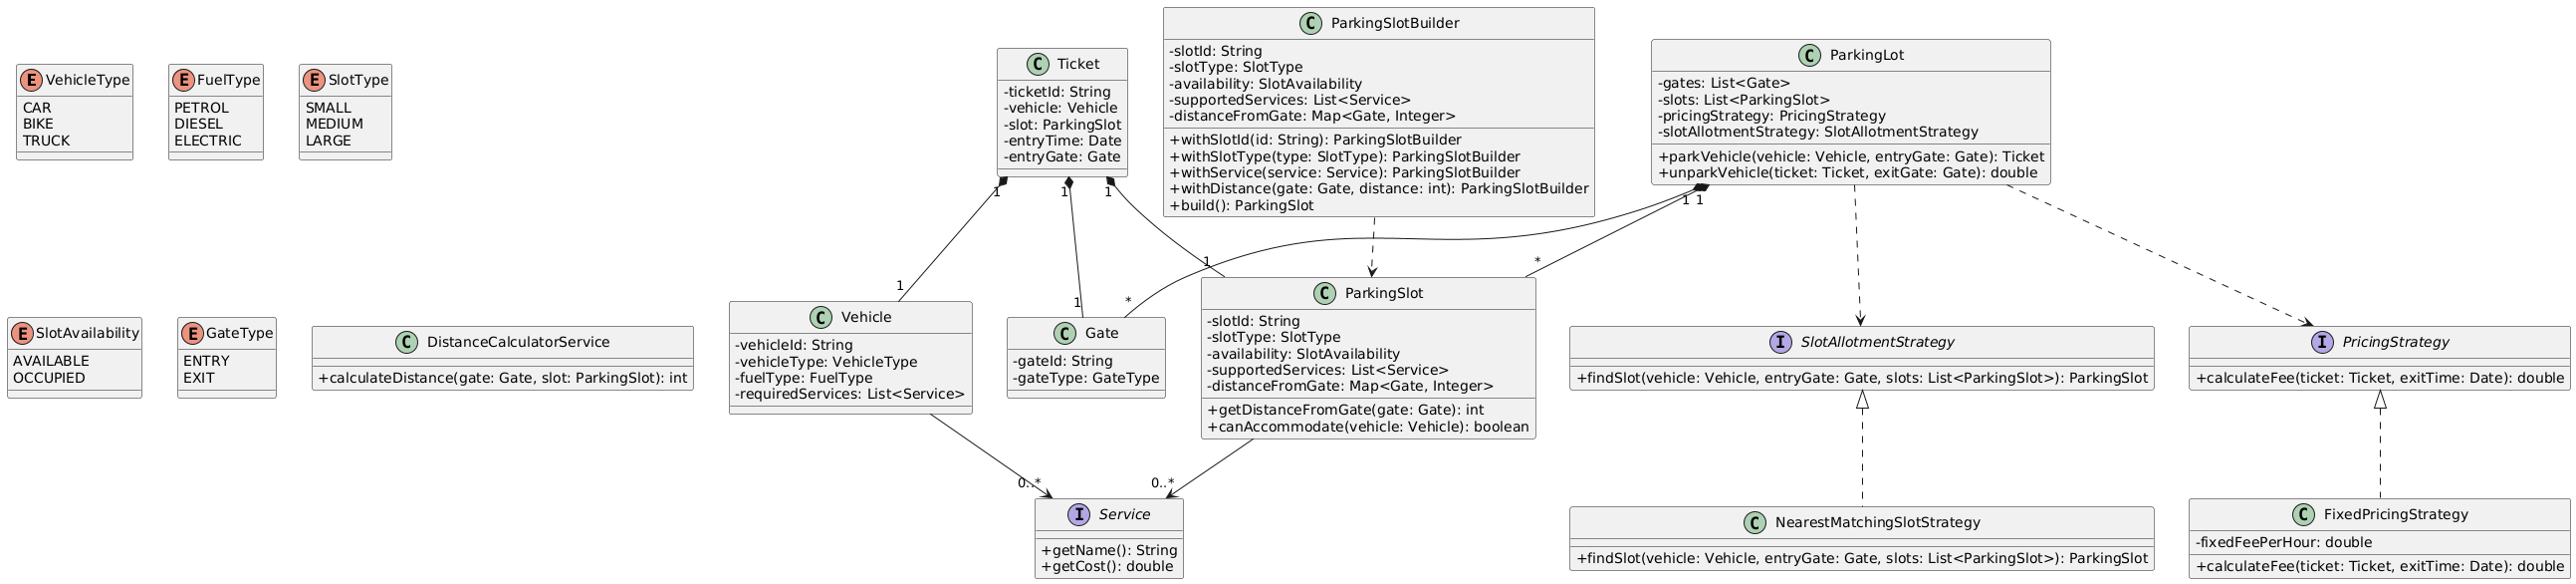 E VehicleType
CAR
BIKE
TRUCK
E FuelType
PETROL
DIESEL
ELECTRIC
E SlotType
SMALL
MEDIUM
LARGE
C Ticket
-ticketId: String
-vehicle: Vehicle
-slot: ParkingSlot
-entryTime: Date
-entryGate: Gate
C ParkingSlotBuilder
-slotId: String
-slotType: SlotType
-availability: SlotAvailability
-supportedServices: List<Service>
-distanceFromGate: Map<Gate, Integer>
+withSlotId(id: String): ParkingSlotBuilder
+withSlotType(type: SlotType): ParkingSlotBuilder
+withService(service: Service): ParkingSlotBuilder
+withDistance(gate: Gate, distance: int): ParkingSlotBuilder
+build(): ParkingSlot
C ParkingLot
-gates: List<Gate>
-slots: List<ParkingSlot>
-pricingStrategy: PricingStrategy
-slotAllotmentStrategy: SlotAllotmentStrategy
+parkVehicle(vehicle: Vehicle, entryGate: Gate): Ticket
+unparkVehicle(ticket: Ticket, exitGate: Gate): double
1
1
1
1
1
1
1
1
*
*
E SlotAvailability
AVAILABLE
OCCUPIED
E GateType
ENTRY
EXIT
C DistanceCalculatorService
+calculateDistance(gate: Gate, slot: ParkingSlot): int
C Vehicle
-vehicleId: String
-vehicleType: VehicleType
-fuelType: FuelType
-requiredServices: List<Service>
C Gate
-gateId: String
-gateType: GateType
C ParkingSlot
-slotId: String
-slotType: SlotType
-availability: SlotAvailability
-supportedServices: List<Service>
-distanceFromGate: Map<Gate, Integer>
+getDistanceFromGate(gate: Gate): int
+canAccommodate(vehicle: Vehicle): boolean
I SlotAllotmentStrategy
+findSlot(vehicle: Vehicle, entryGate: Gate, slots: List<ParkingSlot>): ParkingSlot
I PricingStrategy
+calculateFee(ticket: Ticket, exitTime: Date): double
0..*
0..*
I Service
+getName(): String
+getCost(): double
C NearestMatchingSlotStrategy
+findSlot(vehicle: Vehicle, entryGate: Gate, slots: List<ParkingSlot>): ParkingSlot
C FixedPricingStrategy
-fixedFeePerHour: double
+calculateFee(ticket: Ticket, exitTime: Date): double